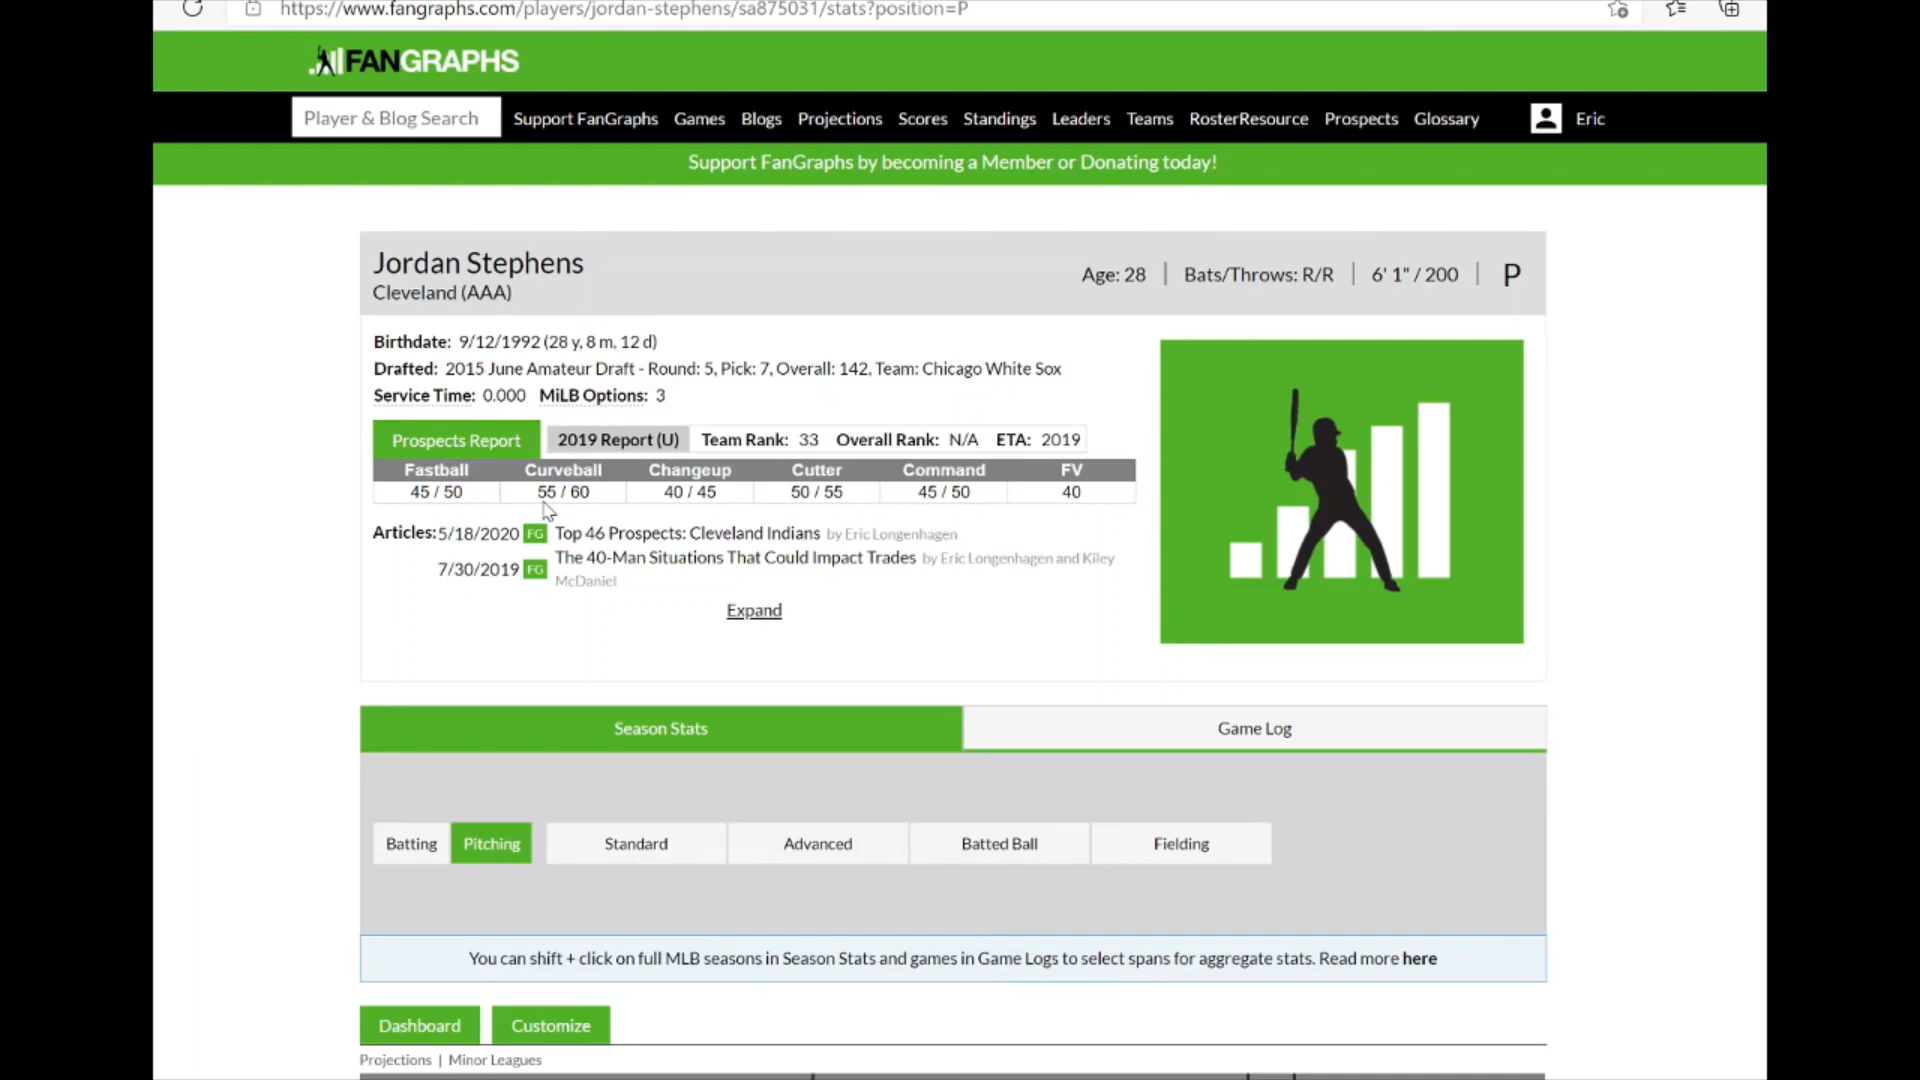 https://www.fangraphs.com/players/jordan-stephens/sa875031/stats?position=P
FANGRAPHS
Player & Blog Search Support FanGraphs Games Blogs Projections Scores Standings Leaders Teams RosterResource Prospects Glossary Eric
Support FanGraphs by becoming a Member or Donating today!
Jordan Stephens
Cleveland (AAA)
Age: 28 | Bats/Throws: R/R | 6' 1" / 200 | P
Birthdate: 9/12/1992 (28 y, 8 m, 12 d)
Drafted: 2015 June Amateur Draft - Round: 5, Pick: 7, Overall: 142, Team: Chicago White Sox
Service Time: 0.000 MiLB Options: 3
Prospects Report 2019 Report (U) Team Rank: 33 Overall Rank: N/A ETA: 2019
Fastball Curveball Changeup Cutter Command FV
45 / 50 55 / 60 40 / 45 50 / 55 45 / 50 40
Articles: 5/18/2020 FG Top 46 Prospects: Cleveland Indians by Eric Longenhagen
7/30/2019 FG The 40-Man Situations That Could Impact Trades by Eric Longenhagen and Kiley
McDaniel
Expand
Season Stats Game Log
Batting Pitching Standard Advanced Batted Ball Fielding
You can shift + click on full MLB seasons in Season Stats and games in Game Logs to select spans for aggregate stats. Read more here
Dashboard Customize
Projections | Minor Leagues